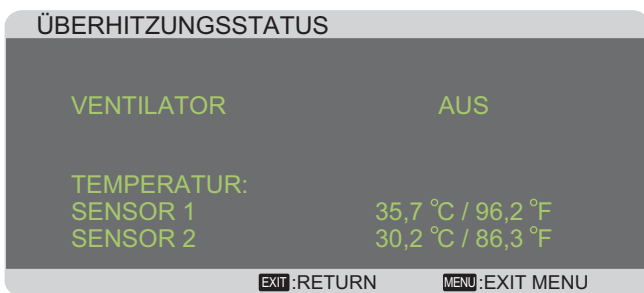 ÜBERHITZUNGSSTATUS
VENTILATOR AUS
TEMPERATUR:
SENSOR 1 35,7 °C / 96,2 °F
SENSOR 2 30,2 °C / 86,3 °F
EXIT:RETURN MENU:EXIT MENU